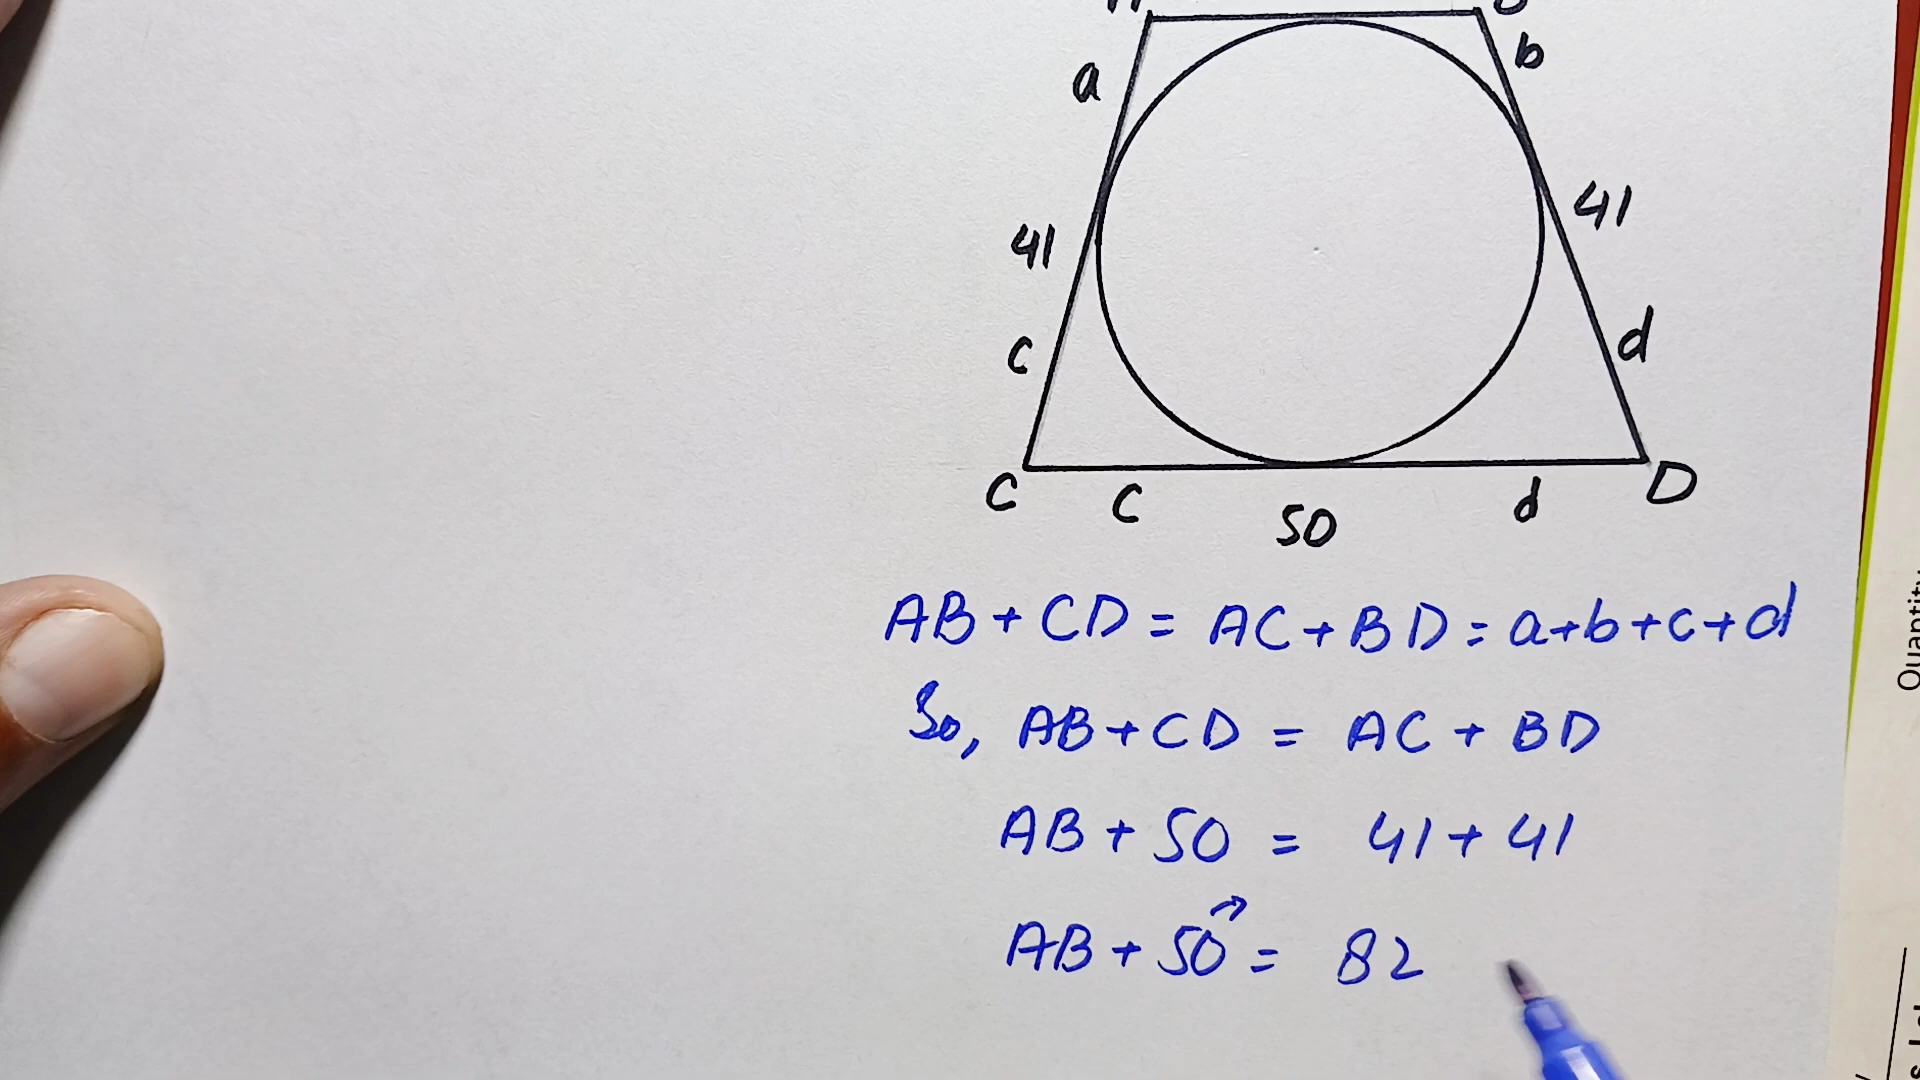 a
b
41
41
c
d
C
D
c
d
50
AB + CD = AC + BD = a+b+c+d
So, AB + CD = AC + BD
AB + 50 = 41 + 41
AB + 50 = 82
Quantity